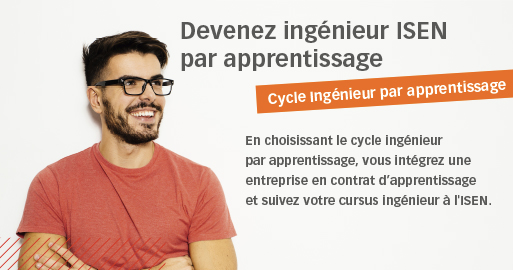 Devenez ingénieur ISEN
par apprentissage
Cycle Ingénieur par apprentissage
En choisissant le cycle ingénieur
par apprentissage, vous intégrez une
entreprise en contrat d'apprentissage
et suivez votre cursus ingénieur à l'ISEN.